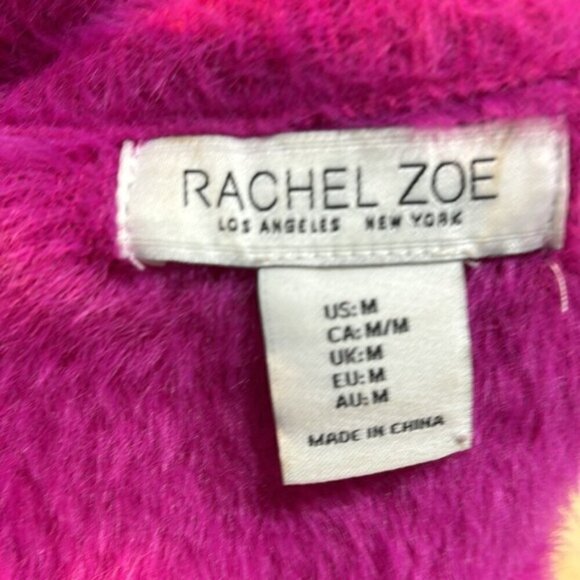 RACHEL ZOE
LOS ANGELES NEW YORK
US: M
CA: M/M
UK: M
EU: M
AU: M
MADE IN CHINA